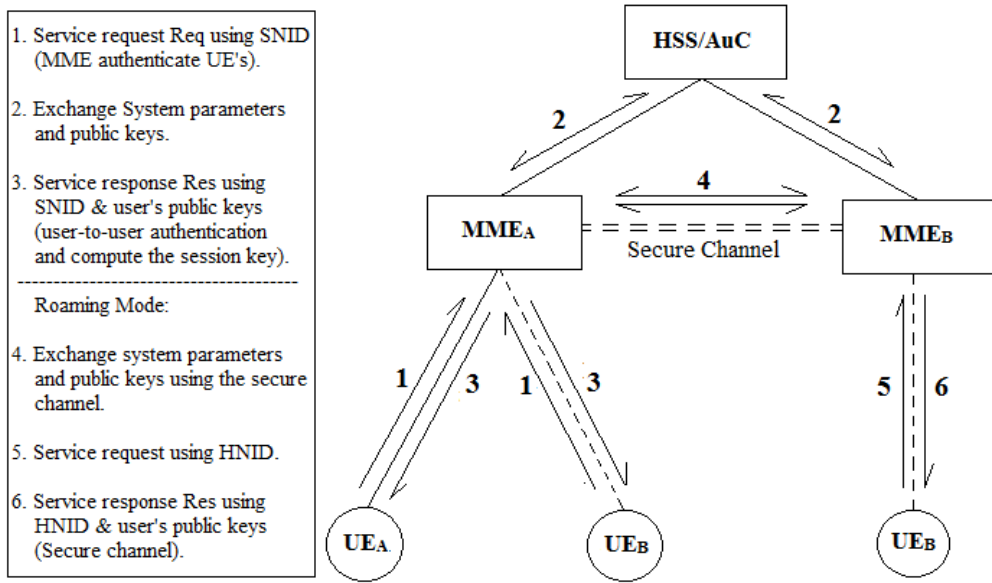 1. Service request Req using SNID
(MME authenticate UE's).
2. Exchange System parameters
and public keys.
3. Service response Res using
SNID & user's public keys
(user-to-user authentication
and compute the session key).
Roaming Mode:
4. Exchange system parameters
and public keys using the secure
channel.
5. Service request using HNID.
6. Service response Res using
HNID & user's public keys
(Secure channel).
HSS/AuC
2
2
4
MMEA
Secure Channel
MMEB
1
3
1
3
5
6
UEA
UEB
UEB